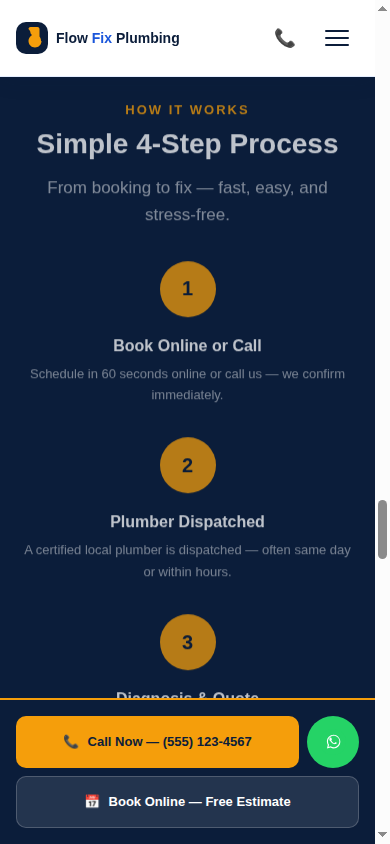 Flow Fix Plumbing
HOW IT WORKS
Simple 4-Step Process
From booking to fix — fast, easy, and
stress-free.
1
Book Online or Call
Schedule in 60 seconds online or call us — we confirm
immediately.
2
Plumber Dispatched
A certified local plumber is dispatched — often same day
or within hours.
3
Diagnosis & Quote
Call Now — (555) 123-4567
Book Online — Free Estimate